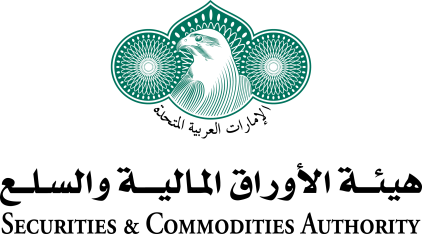 الإمارات العربية المتحدة
هيئة الأوراق المالية والسلع
SECURITIES & COMMODITIES AUTHORITY